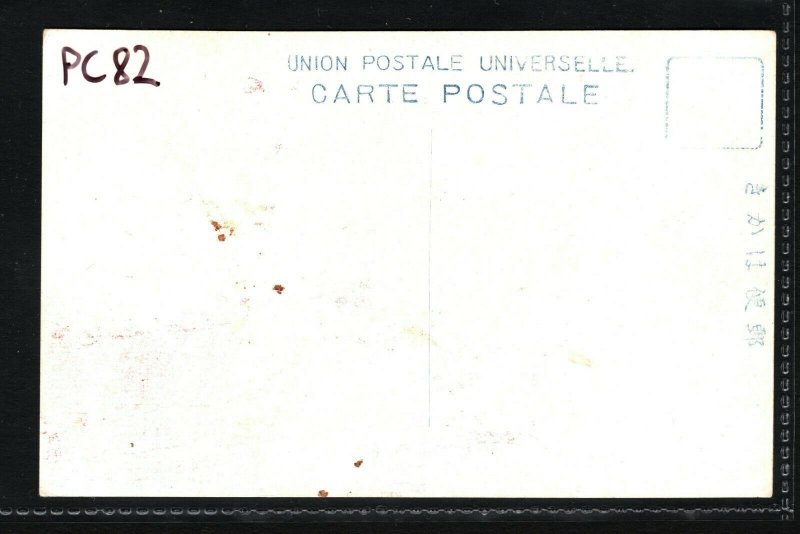 PC82
UNION POSTALE UNIVERSELLE.
CARTE POSTALE